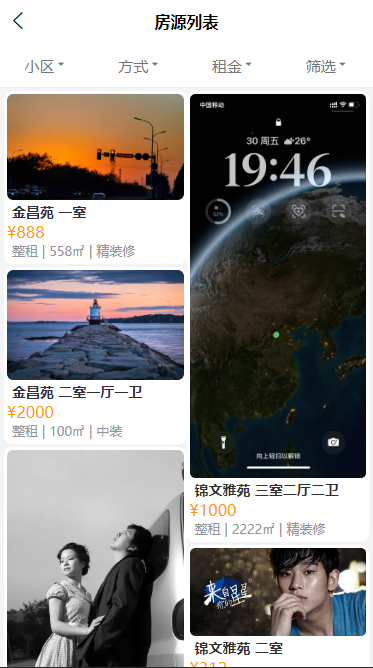 房源列表
小区 方式 租金 筛选
金昌苑 一室
¥888
整租 | 558㎡ | 精装修
金昌苑 二室一厅一卫
¥2000
整租 | 100㎡ | 中装
中国移动
30 周五 26°
19:46
52%
向上轻扫以解锁
锦文雅苑 三室二厅二卫
¥1000
整租 | 2222㎡ | 精装修
来自星星的你
锦文雅苑 二室
¥312